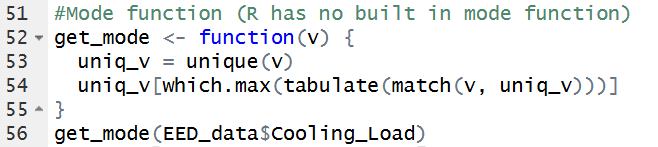 51 #Mode function (R has no built in mode function)
52 get_mode <- function(v) {
53   uniq_v = unique(v)
54   uniq_v[which.max(tabulate(match(v, uniq_v)))]
55 }
56 get_mode(EED_data$Cooling_Load)